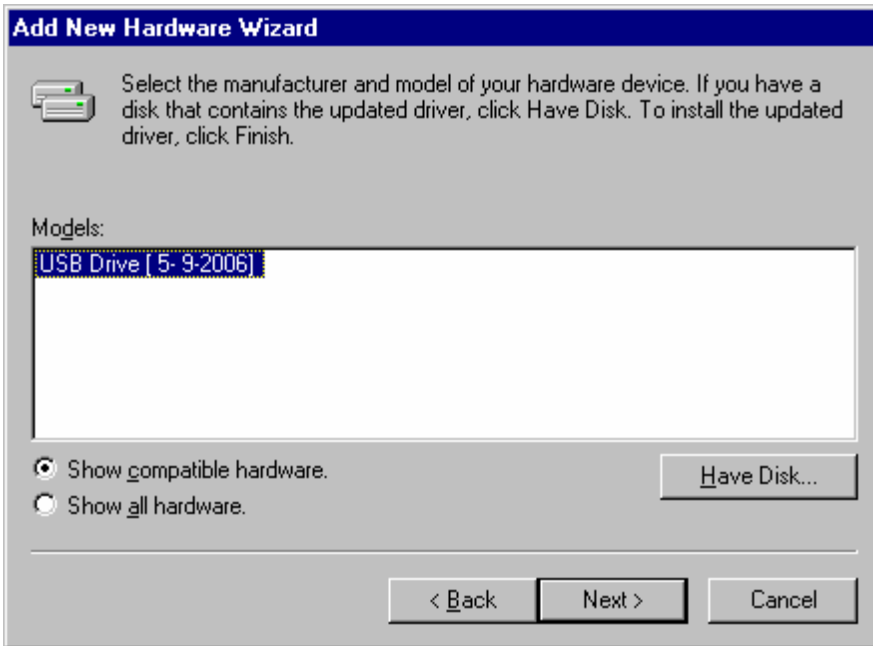 Add New Hardware Wizard
Select the manufacturer and model of your hardware device. If you have a
disk that contains the updated driver, click Have Disk. To install the updated
driver, click Finish.
Models:
USB Drive [ 5- 9-2006]
Show compatible hardware.
Have Disk...
Show all hardware.
< Back Next > Cancel